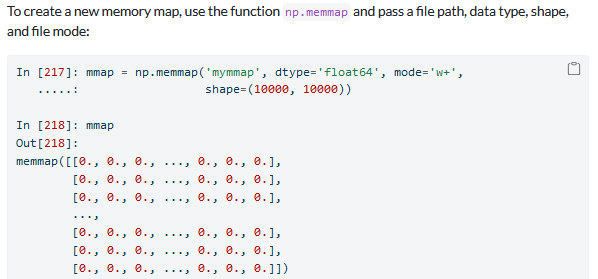 To create a new memory map, use the function np.memmap and pass a file path, data type, shape,
and file mode:
In [217]: mmap = np.memmap('mymmap', dtype='float64', mode='w+',
   .....:                  shape=(10000, 10000))
In [218]: mmap
Out[218]:
memmap([[0., 0., 0., ..., 0., 0., 0.],
        [0., 0., 0., ..., 0., 0., 0.],
        [0., 0., 0., ..., 0., 0., 0.],
        ...,
        [0., 0., 0., ..., 0., 0., 0.],
        [0., 0., 0., ..., 0., 0., 0.],
        [0., 0., 0., ..., 0., 0., 0.]])